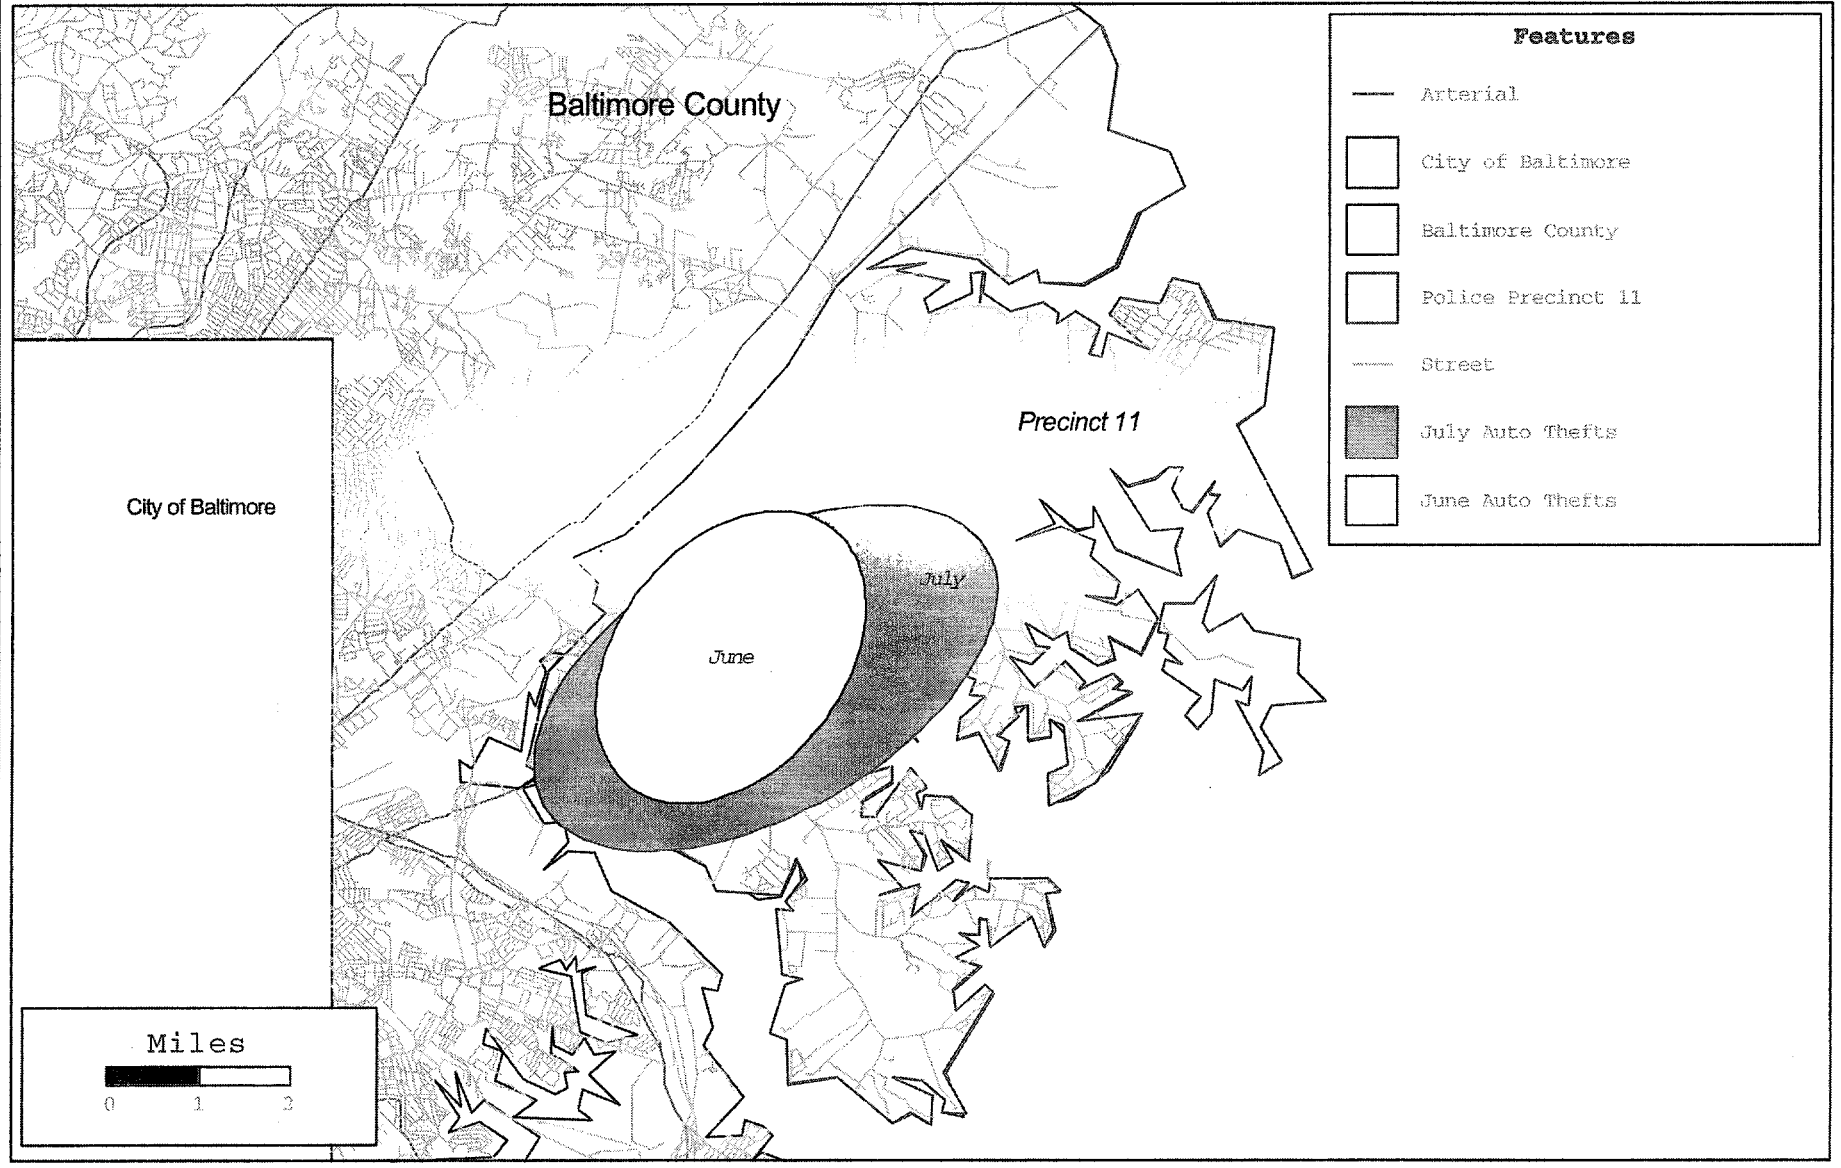 Baltimore County
Precinct 11
City of Baltimore
July
June
Features
Arterial
City of Baltimore
Baltimore County
Police Precinct 11
Street
July Auto Thefts
June Auto Thefts
Miles
0 1 2